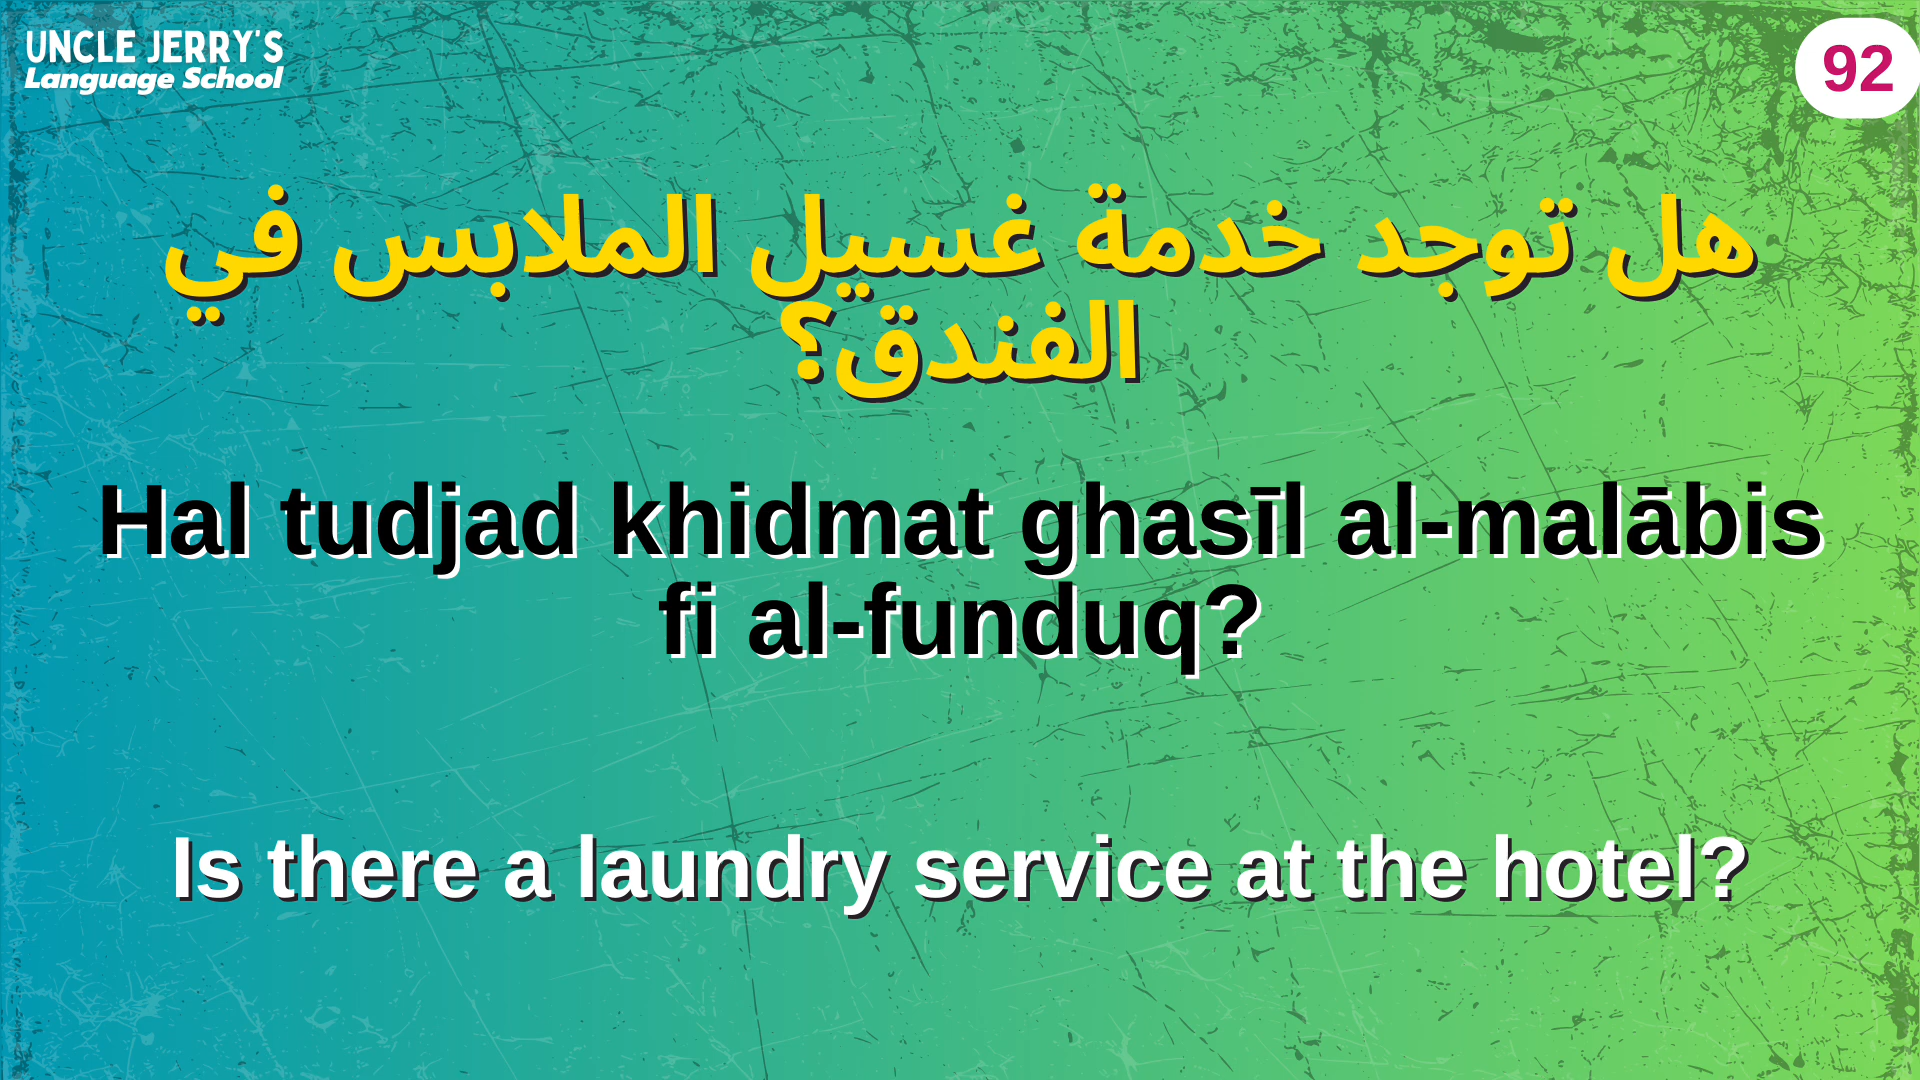 UNCLE JERRY'S
Language School
92
هل توجد خدمة غسيل الملابس في
الفندق؟
Hal tudjad khidmat ghasīl al-malābis
fi al-funduq?
Is there a laundry service at the hotel?